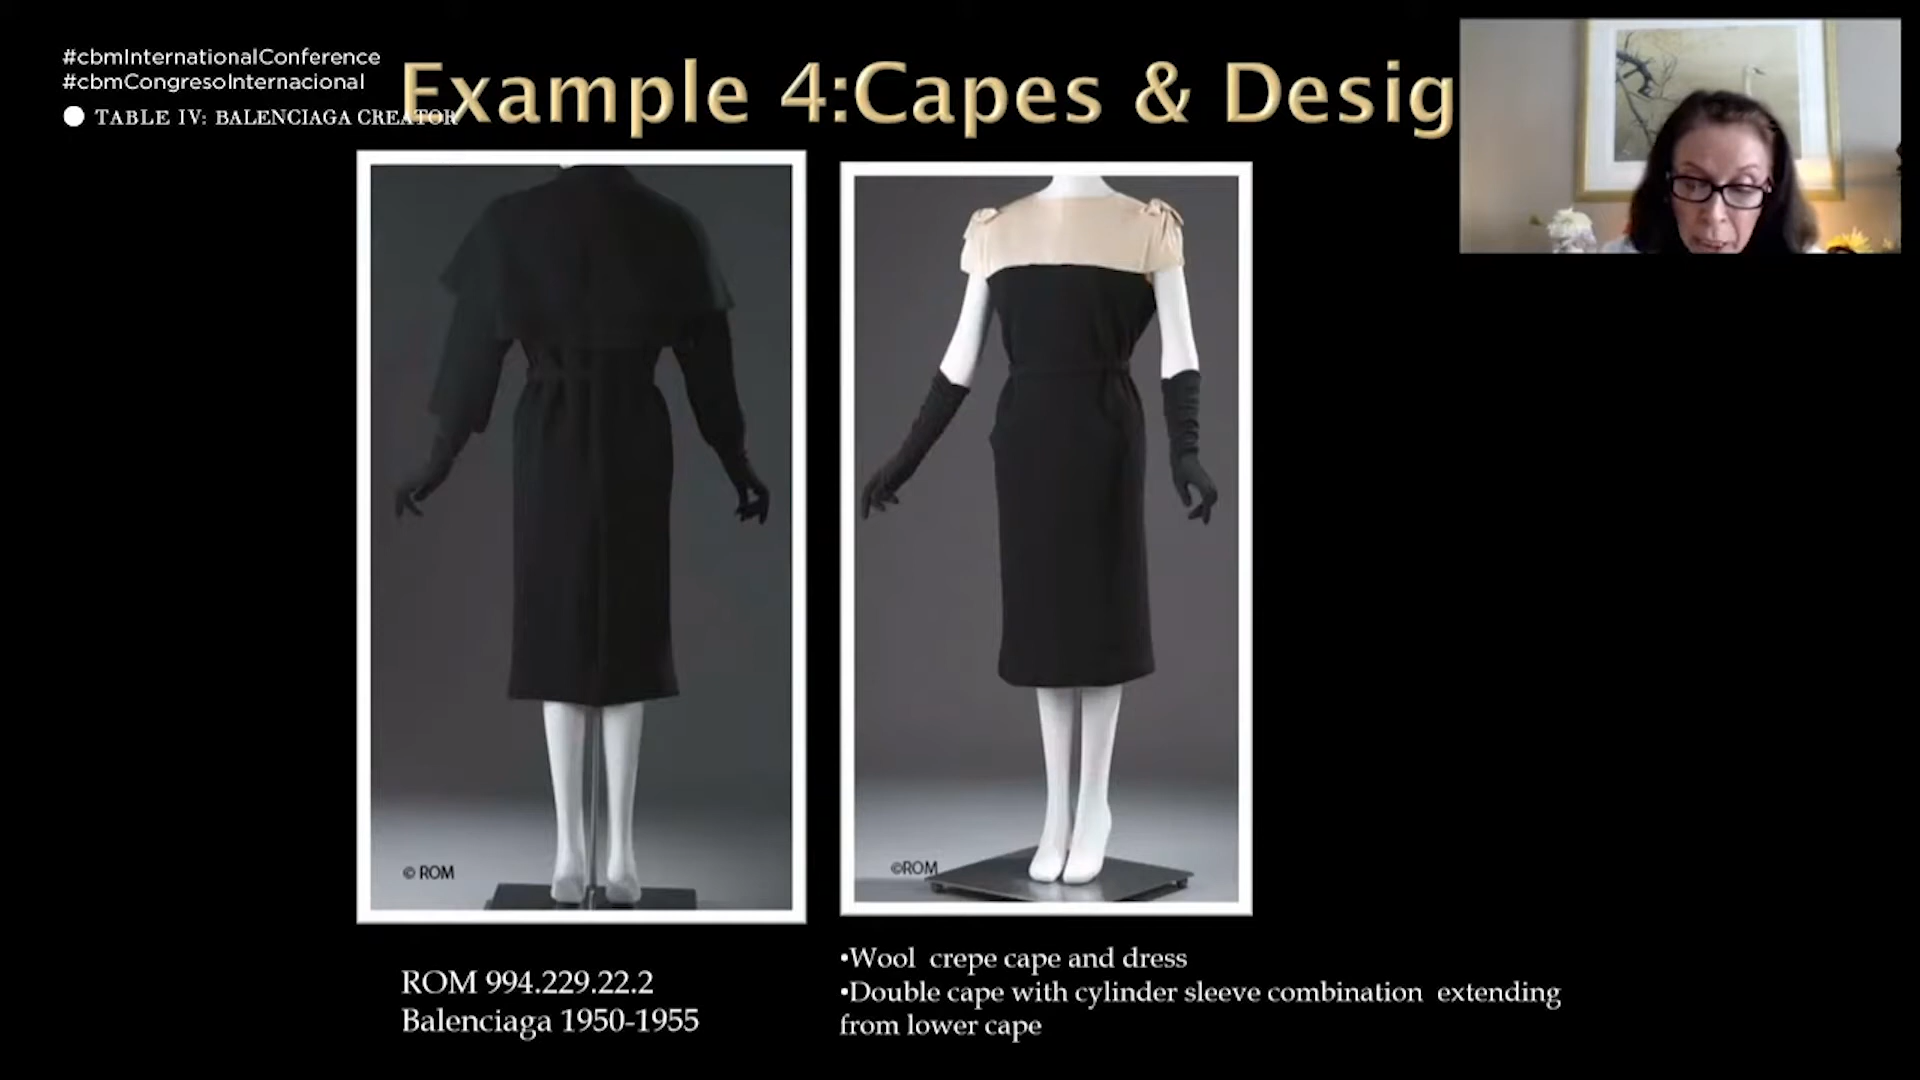 #cbmInternationalConference
#cbmCongresoInternacional
TABLE IV: BALENCIAGA CREATOR
Example 4:Capes & Desig
© ROM
©ROM
ROM 994.229.22.2
Balenciaga 1950-1955
•Wool crepe cape and dress
•Double cape with cylinder sleeve combination extending
from lower cape